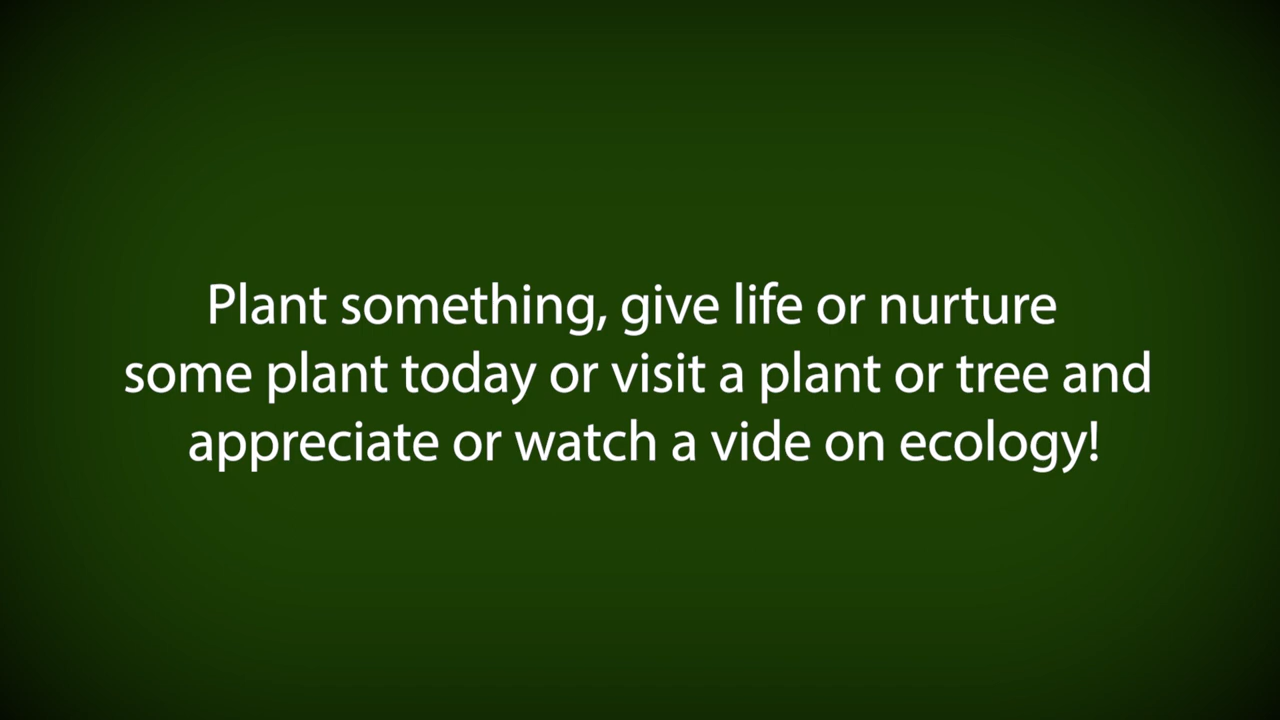 Plant something, give life or nurture
some plant today or visit a plant or tree and
appreciate or watch a vide on ecology!